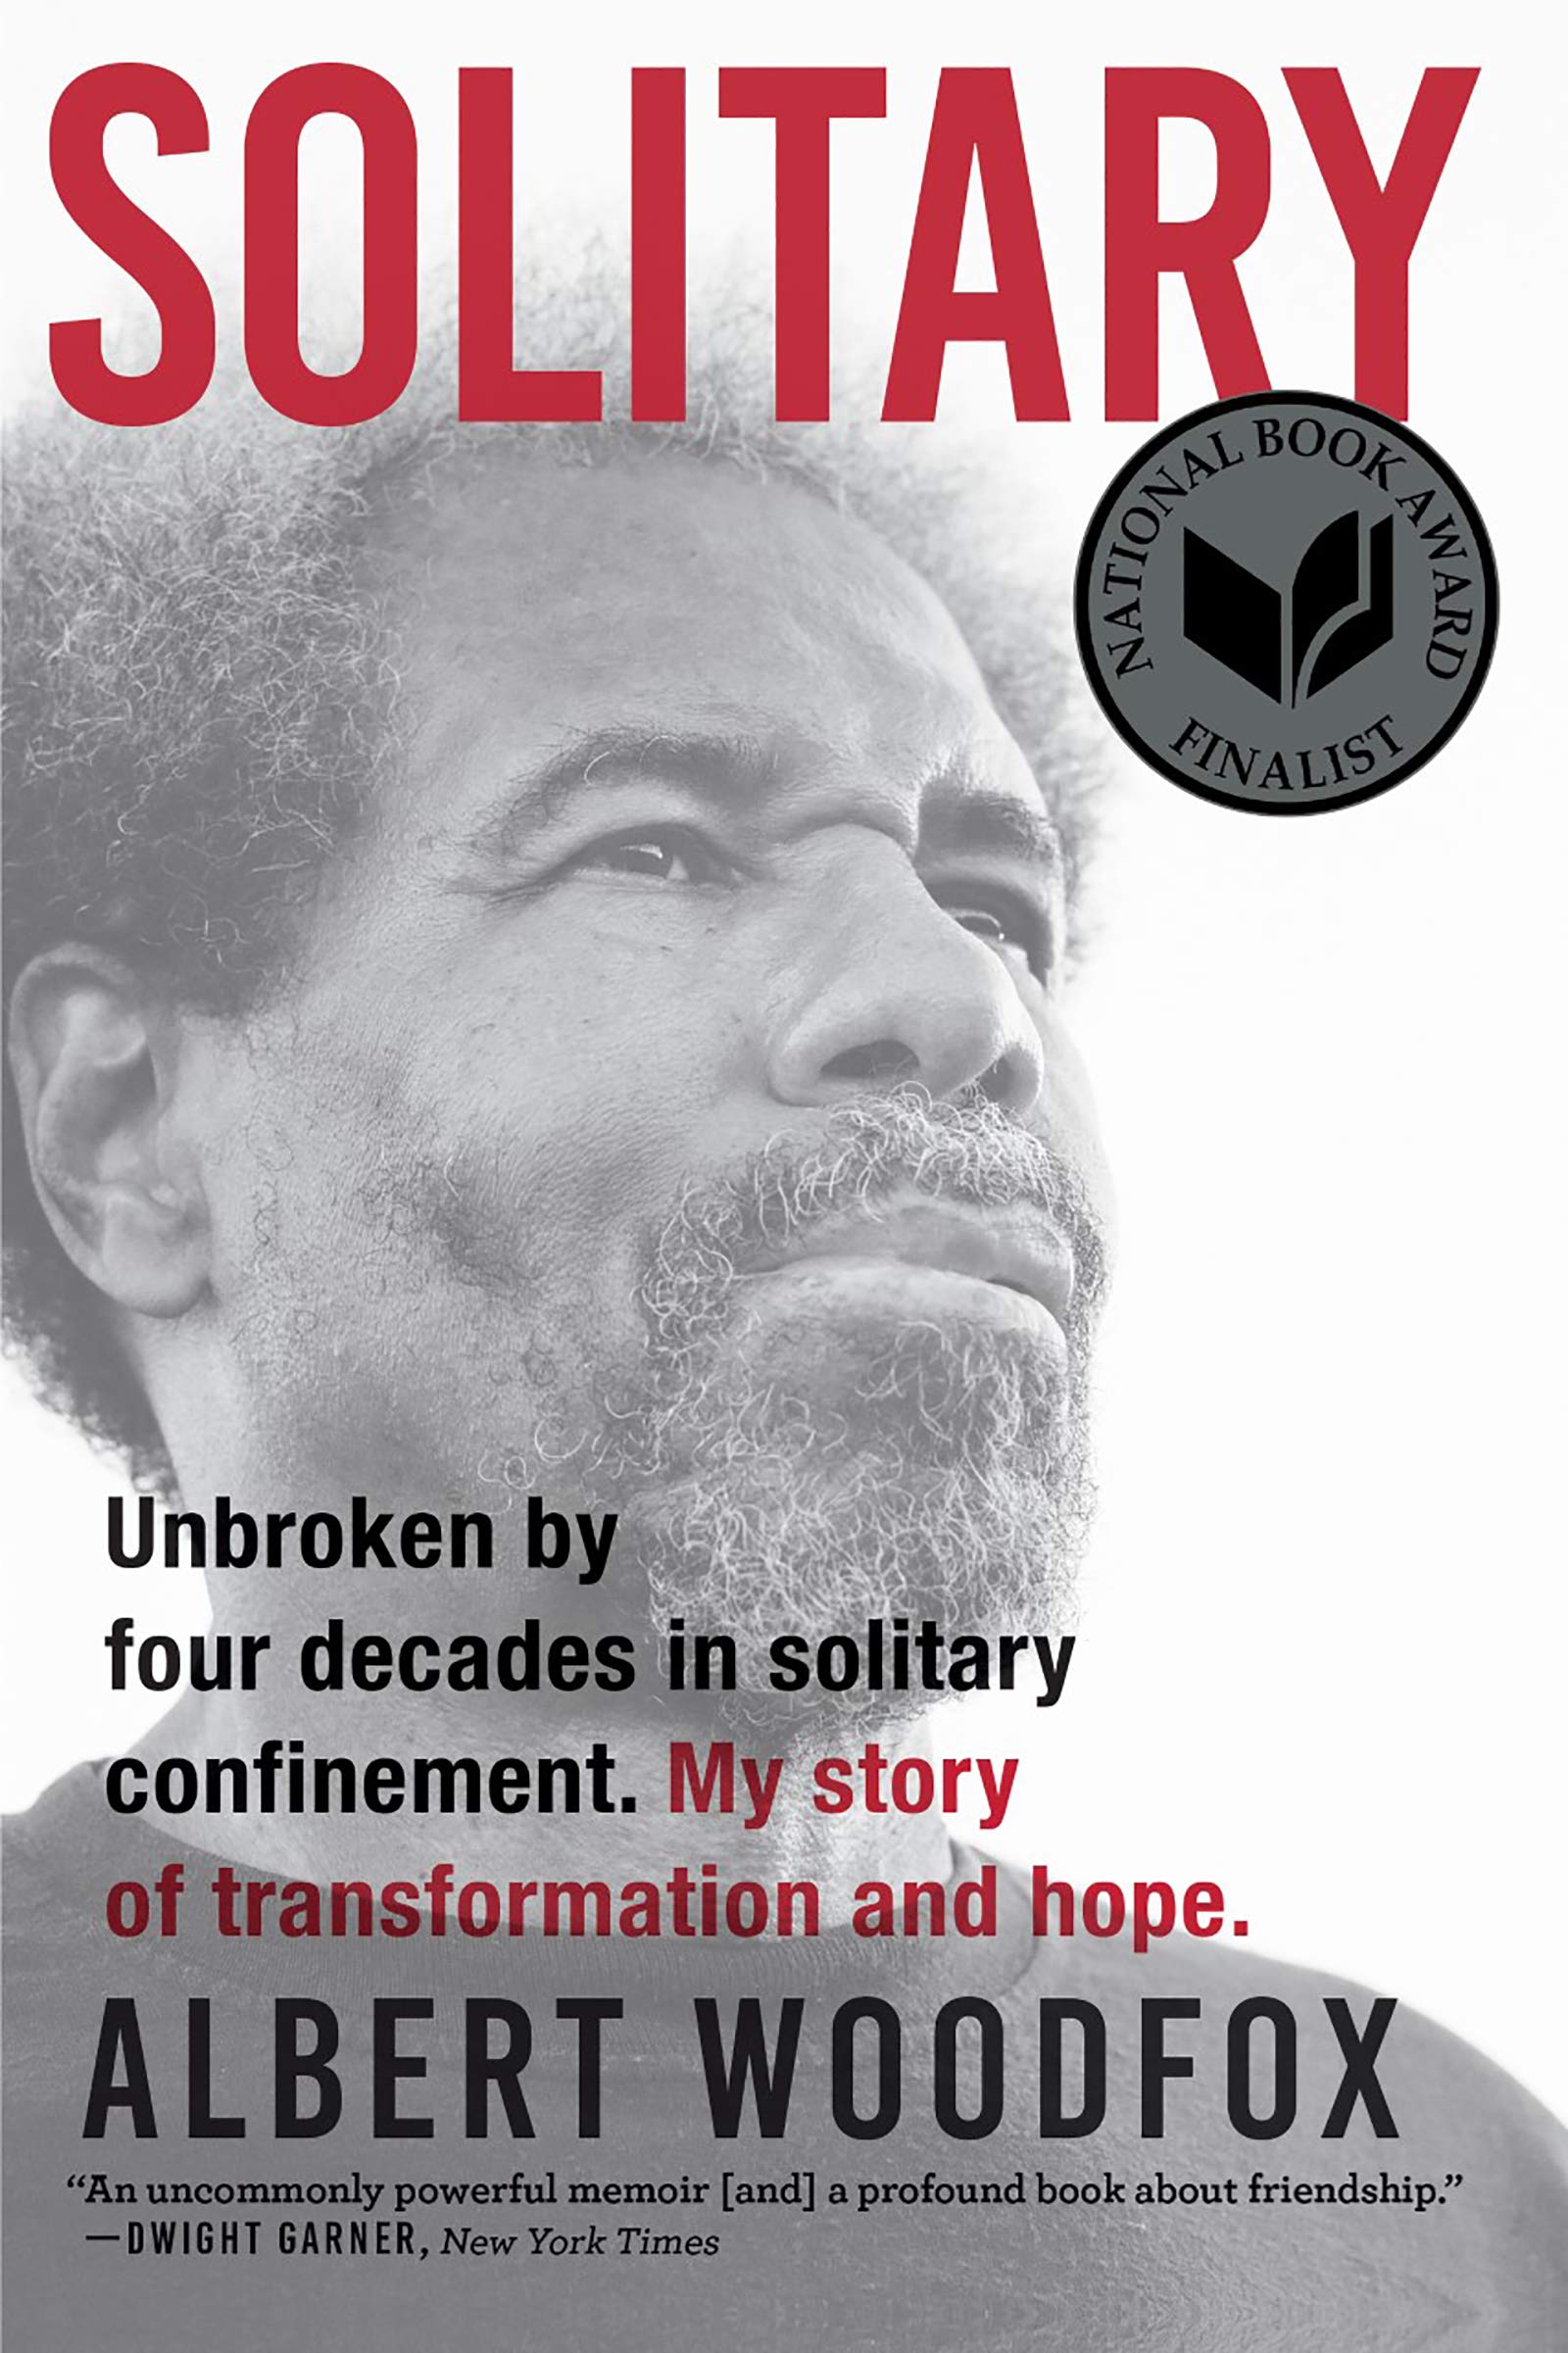 SOLITARY
NATIONAL BOOK AWARD
FINALIST
Unbroken by
four decades in solitary
confinement. My story
of transformation and hope.
ALBERT WOODFOX
“An uncommonly powerful memoir [and] a profound book about friendship.”
—DWIGHT GARNER, New York Times